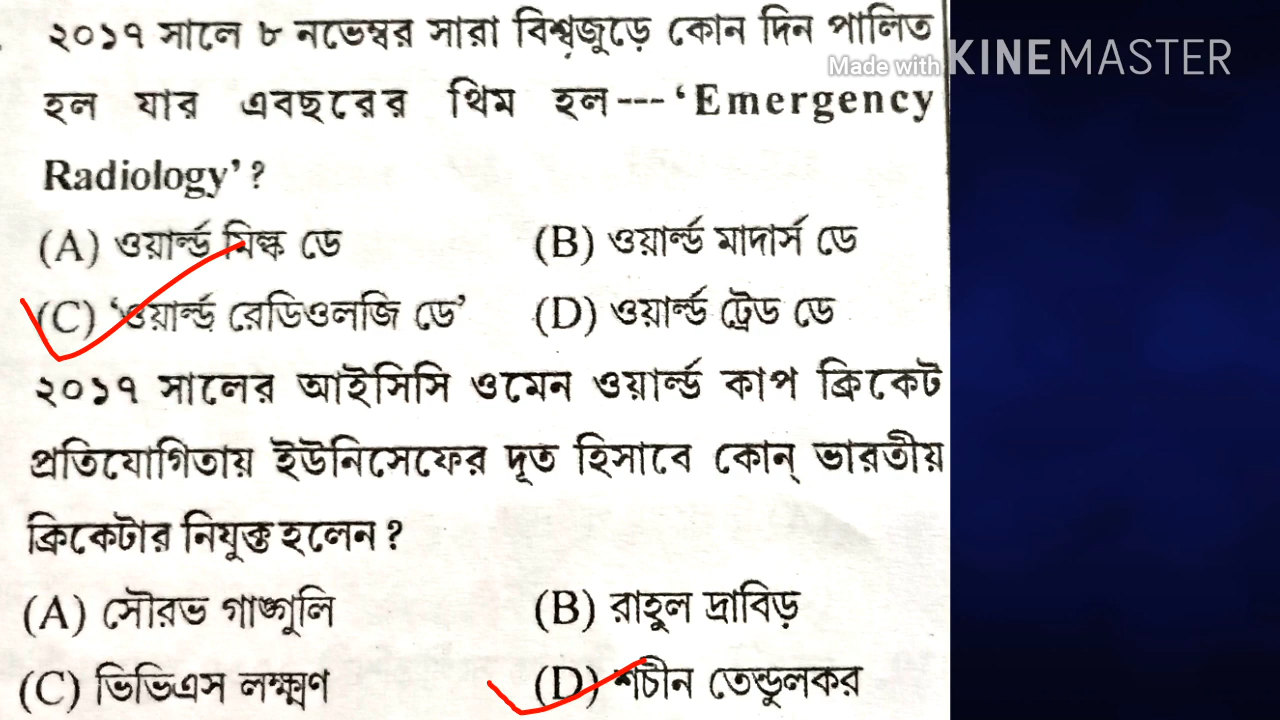 ২০১৭ সালে ৮ নভেম্বর সারা বিশ্বজুড়ে কোন দিন পালিত
Made with KINEMASTER
হল যার এবছরের থিম হল---‘Emergency
Radiology’?
(A) ওয়ার্ল্ড মিল্ক ডে (B) ওয়ার্ল্ড মাদার্স ডে
(C) ‘ওয়ার্ল্ড রেডিওলজি ডে’ (D) ওয়ার্ল্ড ট্রেড ডে
২০১৭ সালের আইসিসি ওমেন ওয়ার্ল্ড কাপ ক্রিকেট
প্রতিযোগিতায় ইউনিসেফের দূত হিসাবে কোন্ ভারতীয়
ক্রিকেটার নিযুক্ত হলেন?
(A) সৌরভ গাঙ্গুলি (B) রাহুল দ্রাবিড়
(C) ভিভিএস লক্ষ্মণ (D) শচীন তেন্ডুলকর